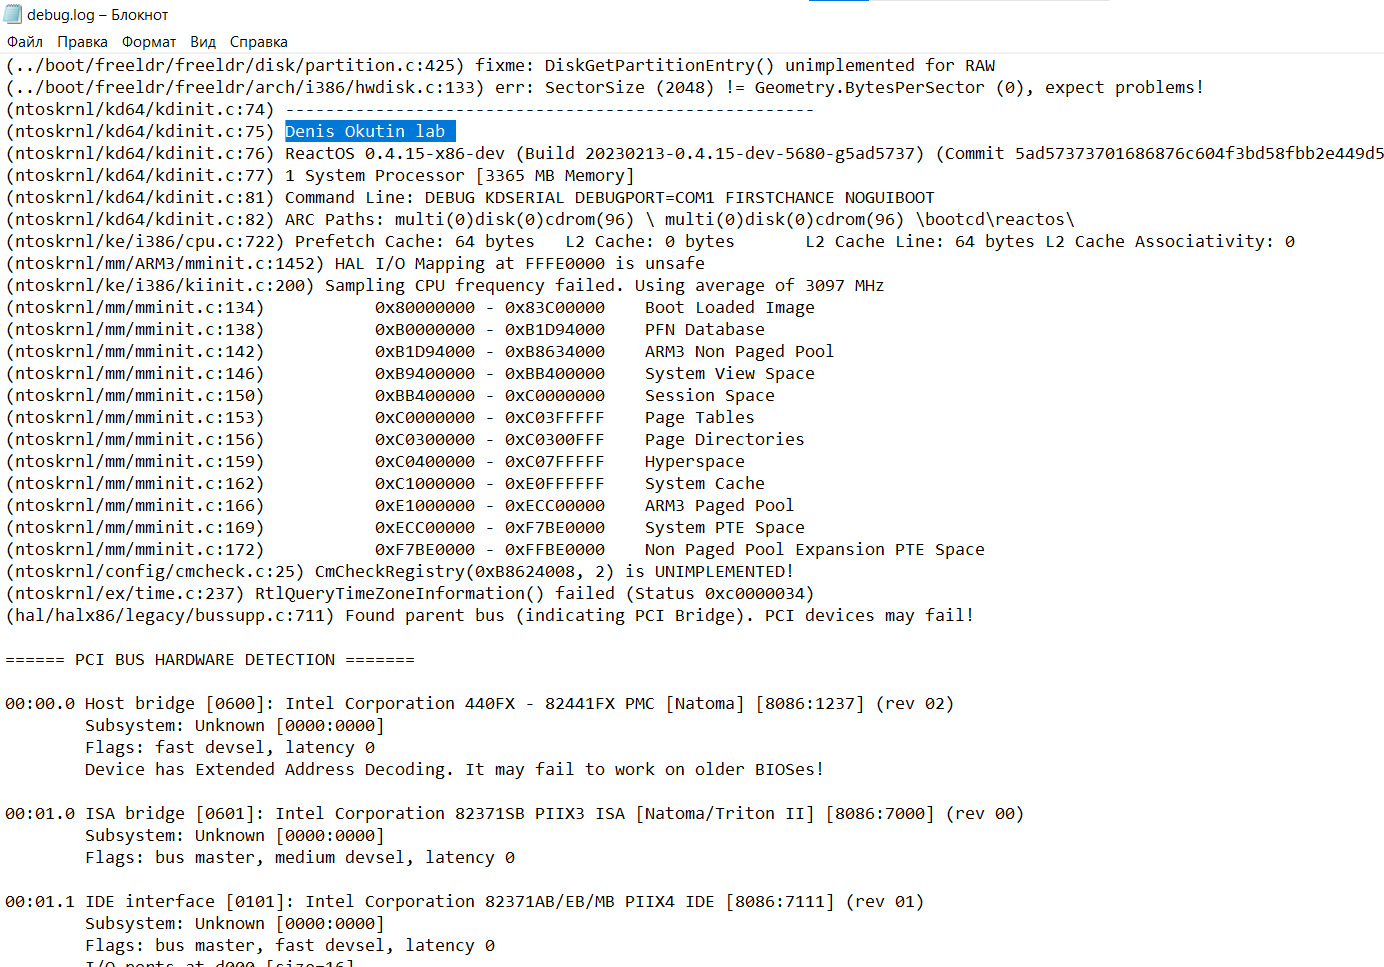 debug.log – Блокнот
Файл Правка Формат Вид Справка
(../boot/freeldr/freeldr/disk/partition.c:425) fixme: DiskGetPartitionEntry() unimplemented for RAW
(../boot/freeldr/freeldr/arch/i386/hwdisk.c:133) err: SectorSize (2048) != Geometry.BytesPerSector (0), expect problems!
(ntoskrnl/kd64/kdinit.c:74) -----------------------------------------------------
(ntoskrnl/kd64/kdinit.c:75) Denis Okutin lab
(ntoskrnl/kd64/kdinit.c:76) ReactOS 0.4.15-x86-dev (Build 20230213-0.4.15-dev-5680-g5ad5737) (Commit 5ad57373701686876c604f3bd58fbb2e449d5
(ntoskrnl/kd64/kdinit.c:77) 1 System Processor [3365 MB Memory]
(ntoskrnl/kd64/kdinit.c:81) Command Line: DEBUG KDSERIAL DEBUGPORT=COM1 FIRSTCHANCE NOGUIBOOT
(ntoskrnl/kd64/kdinit.c:82) ARC Paths: multi(0)disk(0)cdrom(96) \ multi(0)disk(0)cdrom(96) \bootcd\reactos\
(ntoskrnl/ke/i386/cpu.c:722) Prefetch Cache: 64 bytes   L2 Cache: 0 bytes       L2 Cache Line: 64 bytes L2 Cache Associativity: 0
(ntoskrnl/mm/ARM3/mminit.c:1452) HAL I/O Mapping at FFFE0000 is unsafe
(ntoskrnl/ke/i386/kiinit.c:200) Sampling CPU frequency failed. Using average of 3097 MHz
(ntoskrnl/mm/mminit.c:134)           0x80000000 - 0x83C00000    Boot Loaded Image
(ntoskrnl/mm/mminit.c:138)           0xB0000000 - 0xB1D94000    PFN Database
(ntoskrnl/mm/mminit.c:142)           0xB1D94000 - 0xB8634000    ARM3 Non Paged Pool
(ntoskrnl/mm/mminit.c:146)           0xB9400000 - 0xBB400000    System View Space
(ntoskrnl/mm/mminit.c:150)           0xBB400000 - 0xC0000000    Session Space
(ntoskrnl/mm/mminit.c:153)           0xC0000000 - 0xC03FFFFF    Page Tables
(ntoskrnl/mm/mminit.c:156)           0xC0300000 - 0xC0300FFF    Page Directories
(ntoskrnl/mm/mminit.c:159)           0xC0400000 - 0xC07FFFFF    Hyperspace
(ntoskrnl/mm/mminit.c:162)           0xC1000000 - 0xE0FFFFFF    System Cache
(ntoskrnl/mm/mminit.c:166)           0xE1000000 - 0xECC00000    ARM3 Paged Pool
(ntoskrnl/mm/mminit.c:169)           0xECC00000 - 0xF7BE0000    System PTE Space
(ntoskrnl/mm/mminit.c:172)           0xF7BE0000 - 0xFFBE0000    Non Paged Pool Expansion PTE Space
(ntoskrnl/config/cmcheck.c:25) CmCheckRegistry(0xB8624008, 2) is UNIMPLEMENTED!
(ntoskrnl/ex/time.c:237) RtlQueryTimeZoneInformation() failed (Status 0xc0000034)
(hal/halx86/legacy/bussupp.c:711) Found parent bus (indicating PCI Bridge). PCI devices may fail!
====== PCI BUS HARDWARE DETECTION =======
00:00.0 Host bridge [0600]: Intel Corporation 440FX - 82441FX PMC [Natoma] [8086:1237] (rev 02)
Subsystem: Unknown [0000:0000]
Flags: fast devsel, latency 0
Device has Extended Address Decoding. It may fail to work on older BIOSes!
00:01.0 ISA bridge [0601]: Intel Corporation 82371SB PIIX3 ISA [Natoma/Triton II] [8086:7000] (rev 00)
Subsystem: Unknown [0000:0000]
Flags: bus master, medium devsel, latency 0
00:01.1 IDE interface [0101]: Intel Corporation 82371AB/EB/MB PIIX4 IDE [8086:7111] (rev 01)
Subsystem: Unknown [0000:0000]
Flags: bus master, fast devsel, latency 0
I/O ports at d000 [size=16]